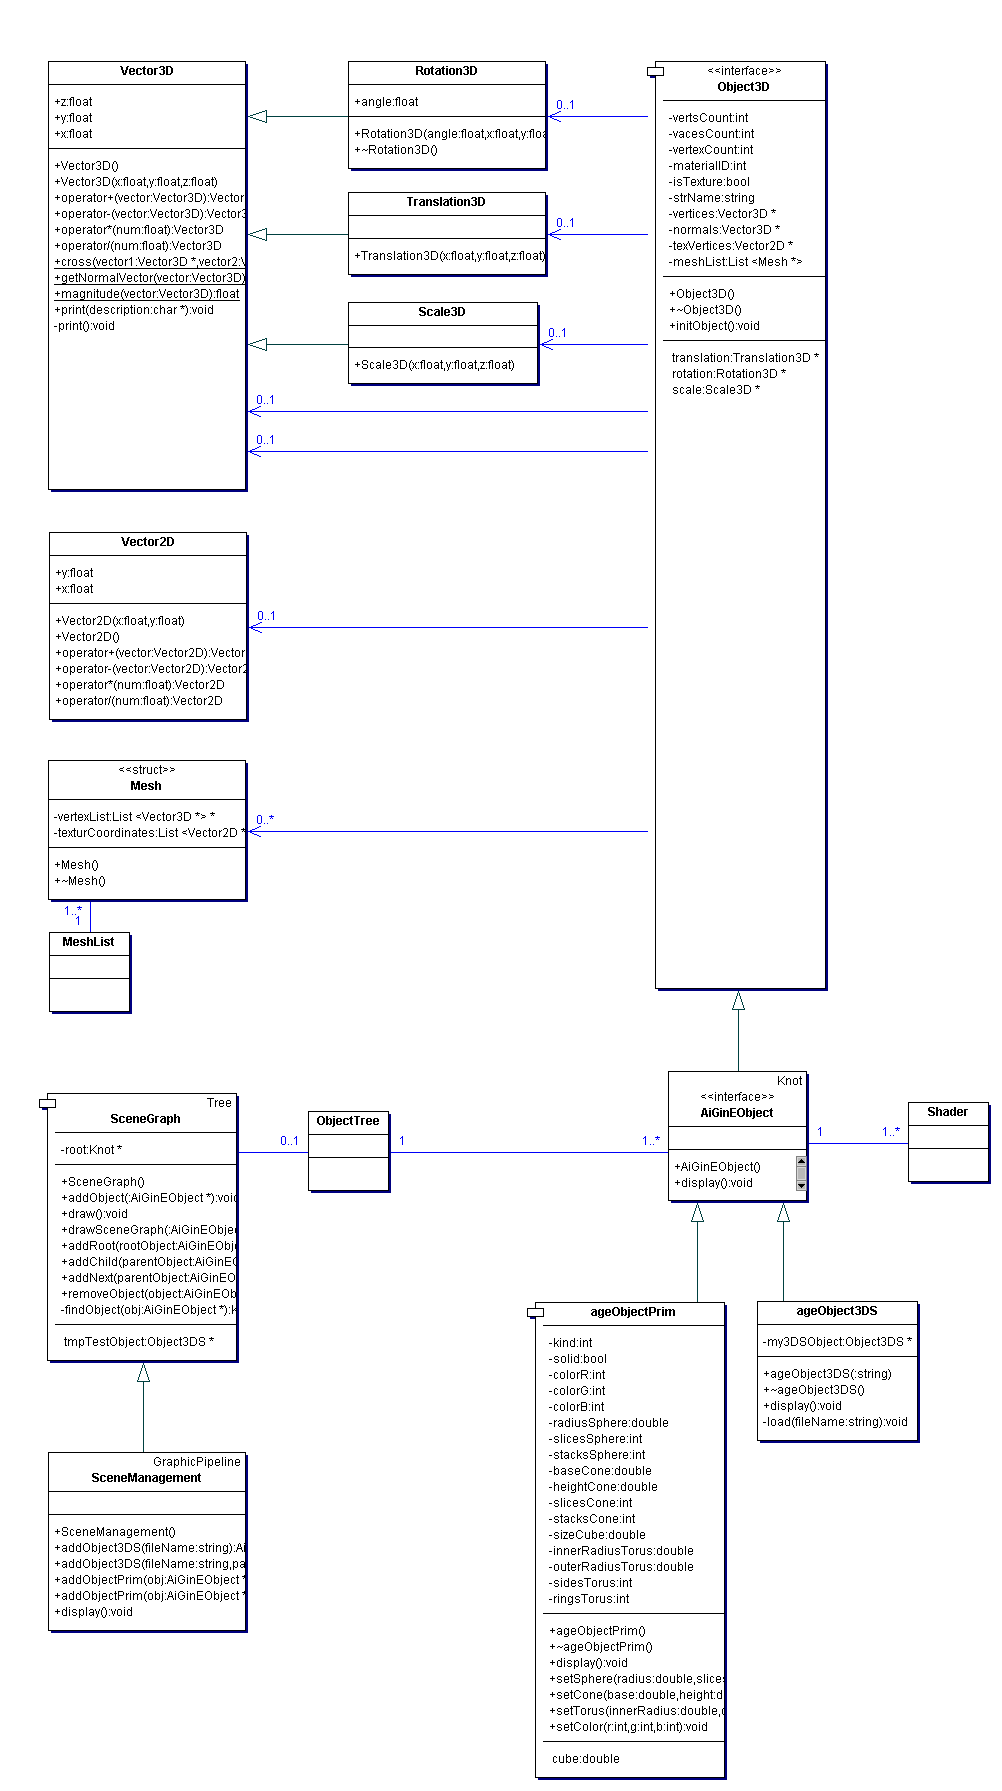 Vector3D
+z:float
+y:float
+x:float
+Vector3D()
+Vector3D(x:float,y:float,z:float)
+operator+(vector:Vector3D):Vector
+operator-(vector:Vector3D):Vector3
+operator*(num:float):Vector3D
+operator/(num:float):Vector3D
+cross(vector1:Vector3D *,vector2:V
+getNormalVector(vector:Vector3D)
+magnitude(vector:Vector3D):float
+print(description:char *):void
-print():void
Rotation3D
+angle:float
+Rotation3D(angle:float,x:float,y:floa
+~Rotation3D()
0..1
Translation3D
+Translation3D(x:float,y:float,z:float)
0..1
Scale3D
+Scale3D(x:float,y:float,z:float)
0..1
0..1
0..1
<<interface>>
Object3D
-vertsCount:int
-vacesCount:int
-vertexCount:int
-materialID:int
-isTexture:bool
-strName:string
-vertices:Vector3D *
-normals:Vector3D *
-texVertices:Vector2D *
-meshList:List <Mesh *>
+Object3D()
+~Object3D()
+initObject():void
translation:Translation3D *
rotation:Rotation3D *
scale:Scale3D *
Vector2D
+y:float
+x:float
+Vector2D(x:float,y:float)
+Vector2D()
+operator+(vector:Vector2D):Vector
+operator-(vector:Vector2D):Vector2
+operator*(num:float):Vector2D
+operator/(num:float):Vector2D
0..1
<<struct>>
Mesh
-vertexList:List <Vector3D *> *
-texturCoordinates:List <Vector2D *
+Mesh()
+~Mesh()
0..*
1..*
1
MeshList
Tree
SceneGraph
-root:Knot *
+SceneGraph()
+addObject(:AiGinEObject *):void
+draw():void
+drawSceneGraph(:AiGinEObje
+addRoot(rootObject:AiGinEObj
+addChild(parentObject:AiGinEO
+addNext(parentObject:AiGinEO
+removeObject(object:AiGinEOb
-findObject(obj:AiGinEObject *):K
tmpTestObject:Object3DS *
0..1
ObjectTree
1
1..*
Knot
<<interface>>
AiGinEObject
+AiGinEObject()
+display():void
1
1..*
Shader
GraphicPipeline
SceneManagement
+SceneManagement()
+addObject3DS(fileName:string):Ai
+addObject3DS(fileName:string,pa
+addObjectPrim(obj:AiGinEObject *
+addObjectPrim(obj:AiGinEObject *
+display():void
ageObjectPrim
-kind:int
-solid:bool
-colorR:int
-colorG:int
-colorB:int
-radiusSphere:double
-slicesSphere:int
-stacksSphere:int
-baseCone:double
-heightCone:double
-slicesCone:int
-stacksCone:int
-sizeCube:double
-innerRadiusTorus:double
-outerRadiusTorus:double
-sidesTorus:int
-ringsTorus:int
+ageObjectPrim()
+~ageObjectPrim()
+display():void
+setSphere(radius:double,slices
+setCone(base:double,height:d
+setTorus(innerRadius:double,o
+setColor(r:int,g:int,b:int):void
cube:double
ageObject3DS
-my3DSObject:Object3DS *
+ageObject3DS(:string)
+~ageObject3DS()
+display():void
-load(fileName:string):void